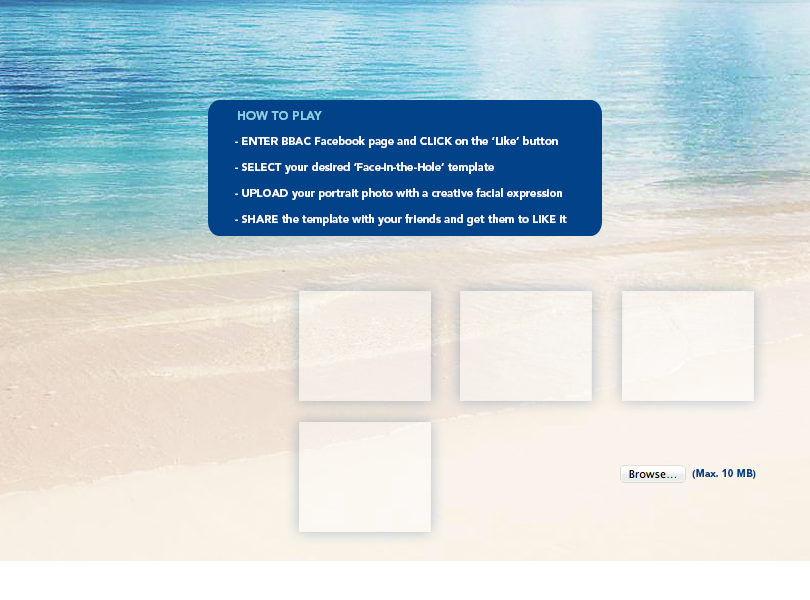 HOW TO PLAY
- ENTER BBAC Facebook page and CLICK on the 'Like' button
- SELECT your desired 'Face-in-the-Hole' template
- UPLOAD your portrait photo with a creative facial expression
- SHARE the template with your friends and get them to LIKE it
Browse... (Max. 10 MB)